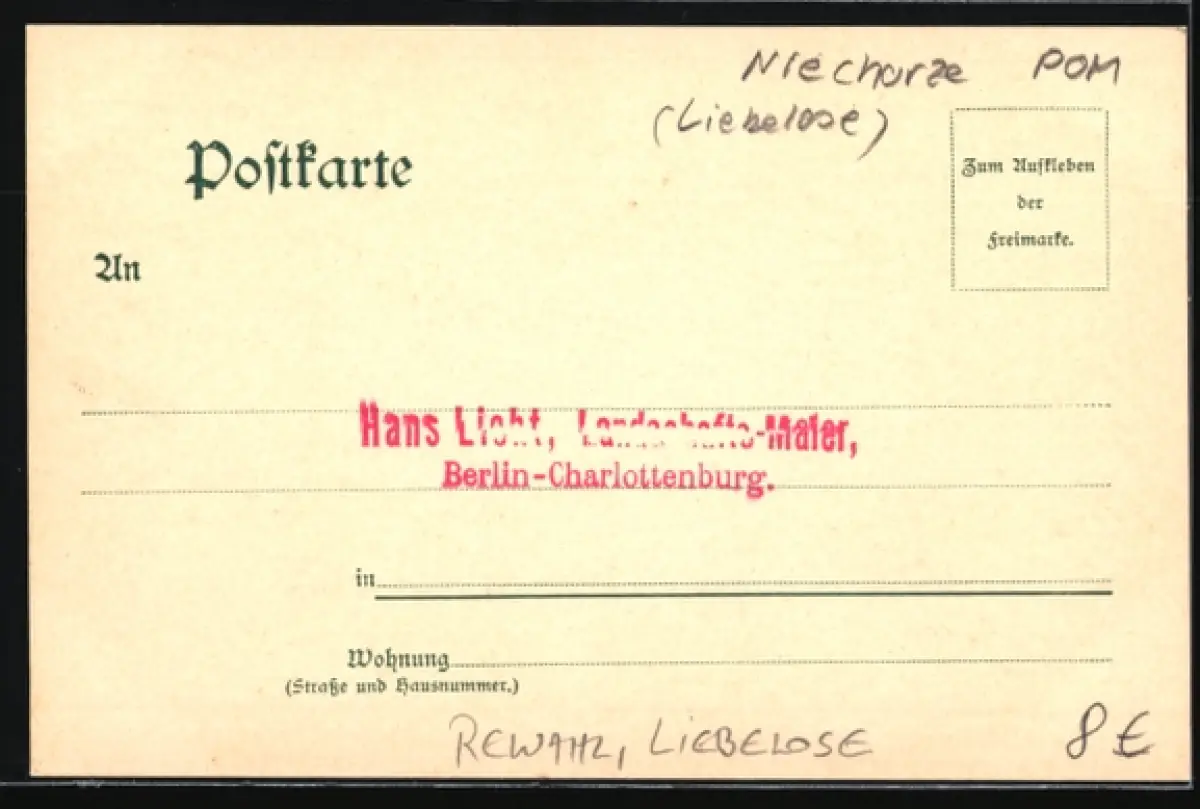 Niechorze POM
(Liebelose)
Postkarte
Zum Aufkleben
der
Freimarke.
An
Hans Licht, Landschafts-Maler,
Berlin-Charlottenburg.
in
Wohnung
(Straße und Hausnummer.)
REWAHL, LIEBELOSE
8 €